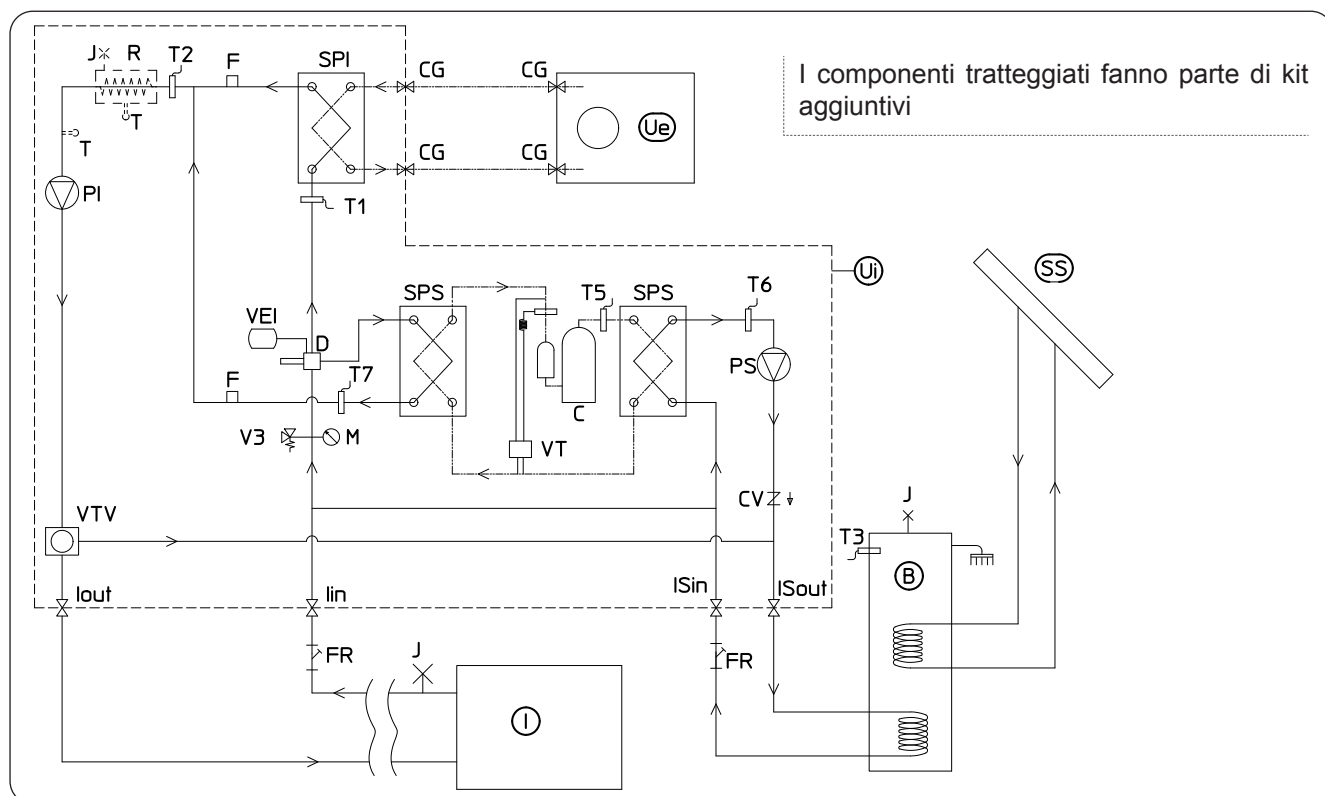 J R T2 F SPI CG CG
I componenti tratteggiati fanno parte di kit
aggiuntivi
Ue
T
T
CG CG
PI
T1
Ui
SS
SPS T5 SPS T6
VEI
D
PS
F T7
C
V3 M VT
CV
J
VTV
T3
B
Iout Iin ISin ISout
J
FR FR
I